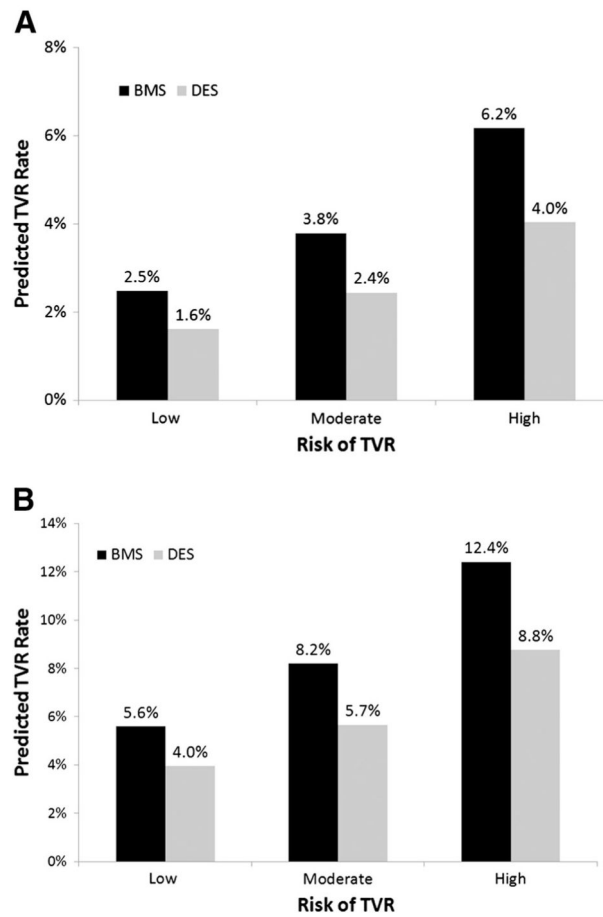 A
8%
6%
4%
2%
0%
Predicted TVR Rate
BMS DES
2.5%
1.6%
3.8%
2.4%
6.2%
4.0%
Low Moderate High
Risk of TVR
B
14%
12%
10%
8%
6%
4%
2%
0%
Predicted TVR Rate
BMS DES
5.6%
4.0%
8.2%
5.7%
12.4%
8.8%
Low Moderate High
Risk of TVR